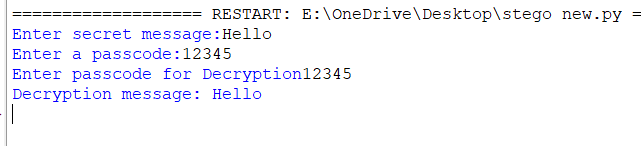 =================== RESTART: E:\OneDrive\Desktop\stego new.py =
Enter secret message:Hello
Enter a passcode:12345
Enter passcode for Decryption12345
Decryption message: Hello